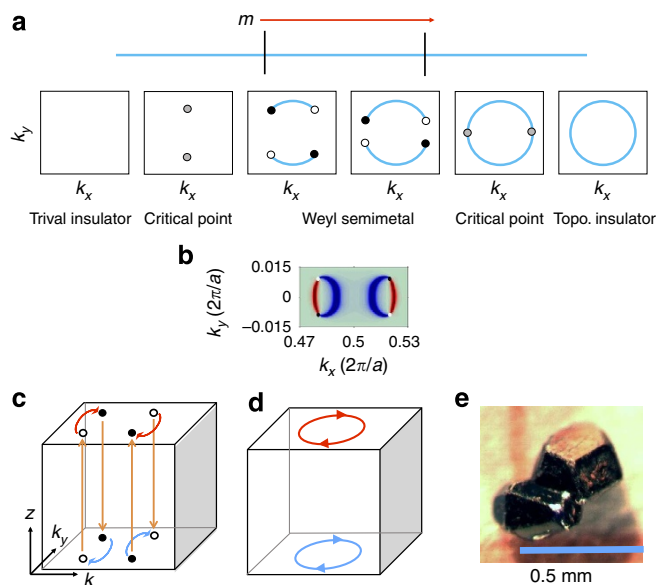 a
m
k_y
k_x k_x k_x k_x k_x k_x
Trival insulator Critical point Weyl semimetal Critical point Topo. insulator
b
k_y (2π/a)
0.015
0
−0.015
0.47 0.5 0.53
k_x (2π/a)
c d e
z
k_y
k
0.5 mm